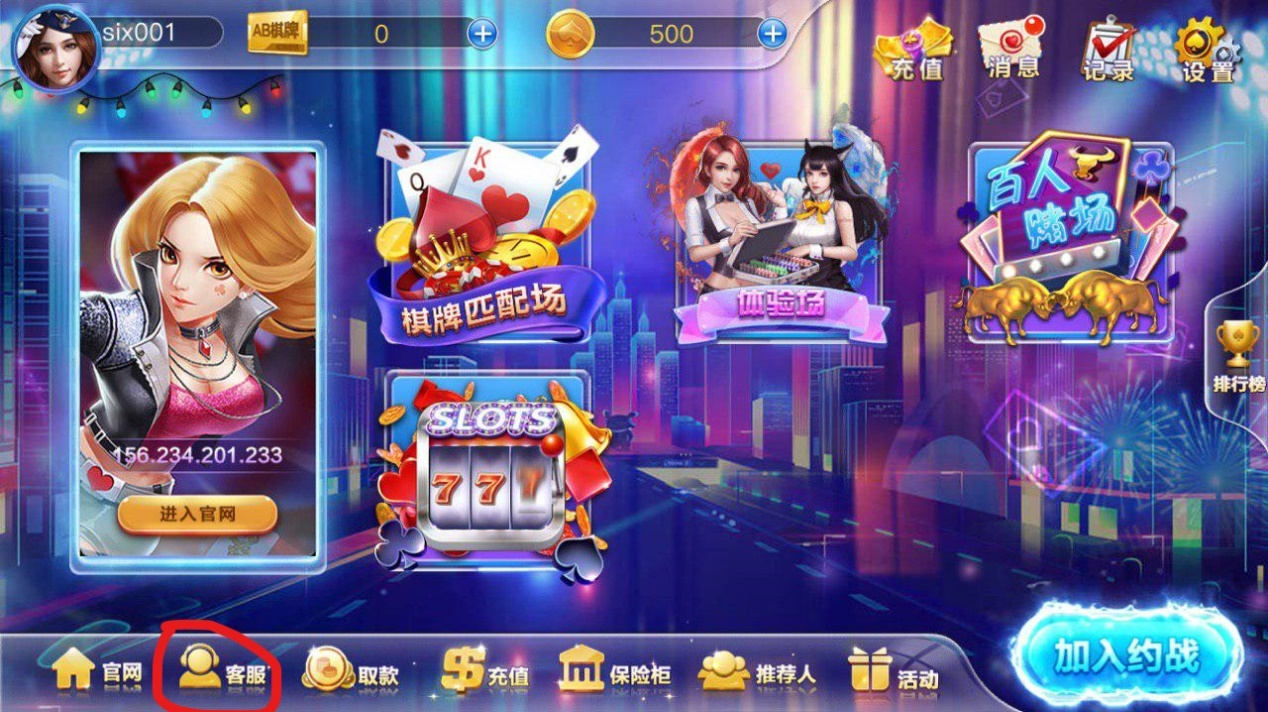 six001
AB棋牌
0
500
充值
消息
记录
设置
156.234.201.233
进入官网
Q
K
棋牌匹配场
体验场
百人
赌场
SLOTS
777
排行榜
官网
客服
取款
充值
保险柜
推荐人
活动
加入约战